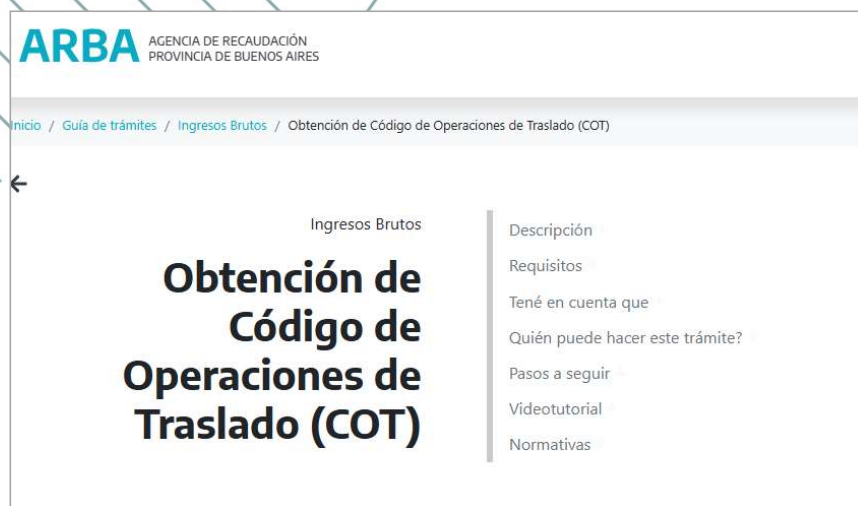 ARBA AGENCIA DE RECAUDACIÓN
PROVINCIA DE BUENOS AIRES
Inicio / Guía de trámites / Ingresos Brutos / Obtención de Código de Operaciones de Traslado (COT)
Ingresos Brutos
Obtención de
Código de
Operaciones de
Traslado (COT)
Descripción
Requisitos
Tené en cuenta que
Quién puede hacer este trámite?
Pasos a seguir
Videotutorial
Normativas